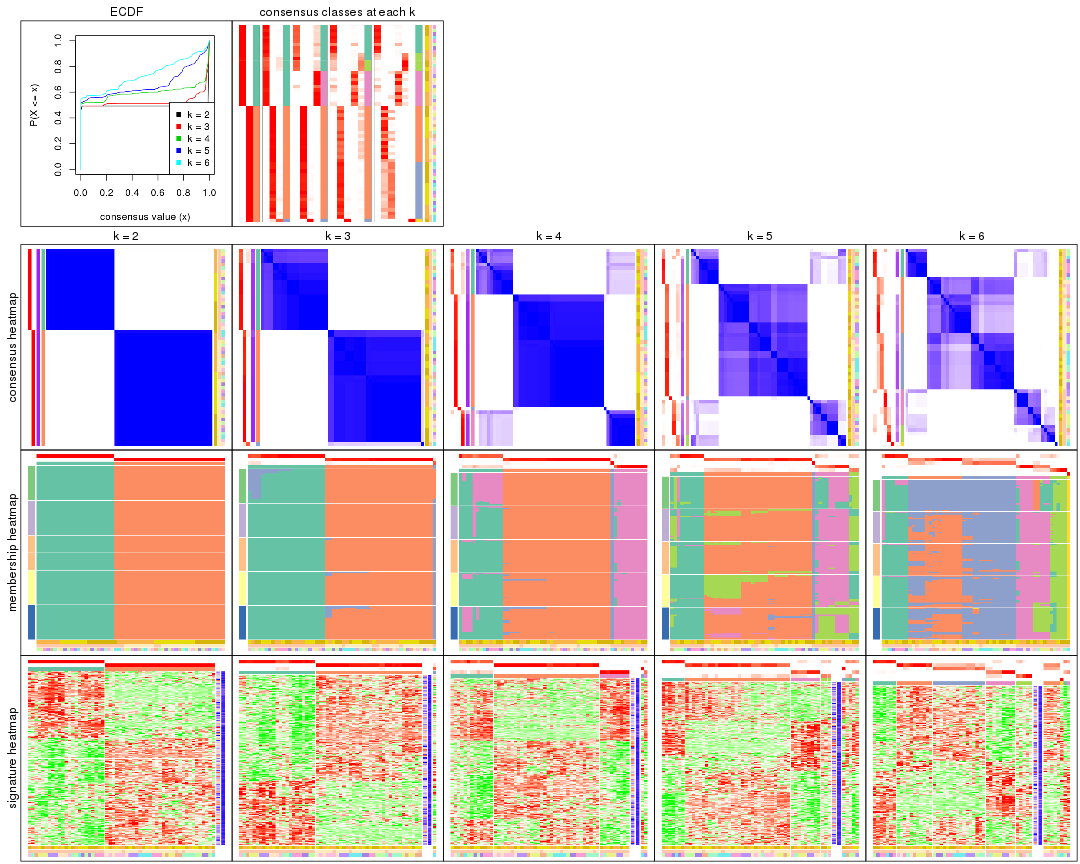 ECDF
consensus classes at each k
P(X <= x)
0.0 0.2 0.4 0.6 0.8 1.0
k = 2
k = 3
k = 4
k = 5
k = 6
0.0 0.2 0.4 0.6 0.8 1.0
consensus value (x)
k = 2 k = 3 k = 4 k = 5 k = 6
consensus heatmap
membership heatmap
signature heatmap